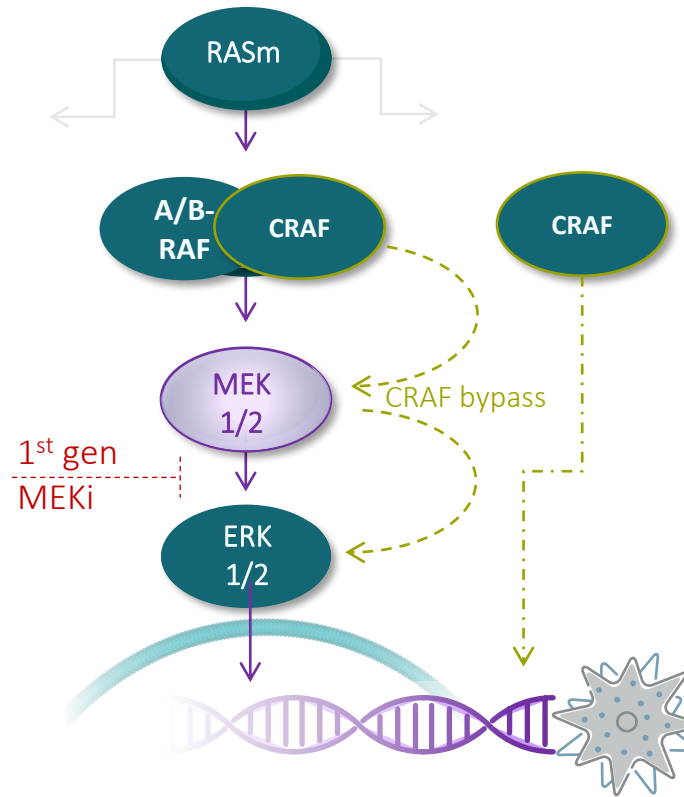 RASm
A/B-
RAF
CRAF
CRAF
MEK
1/2
CRAF bypass
1st gen
MEKi
ERK
1/2